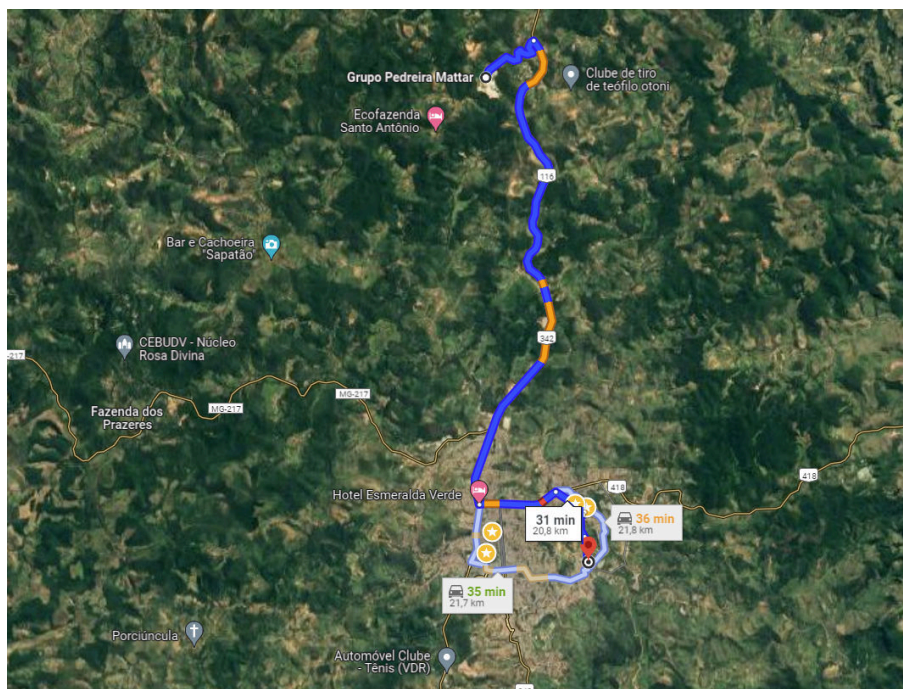 Grupo Pedreira Mattar
Clube de tiro
de teófilo otoni
Ecofazenda
Santo Antônio
116
Bar e Cachoeira
"Sapatão"
CEBUDV - Núcleo
Rosa Divina
342
-217
MG-217
MG-217
Fazenda dos
Prazeres
Hotel Esmeralda Verde
418
418
31 min
20,8 km
36 min
21,8 km
35 min
21,7 km
Porciúncula
Automóvel Clube
- Tênis (VDR)